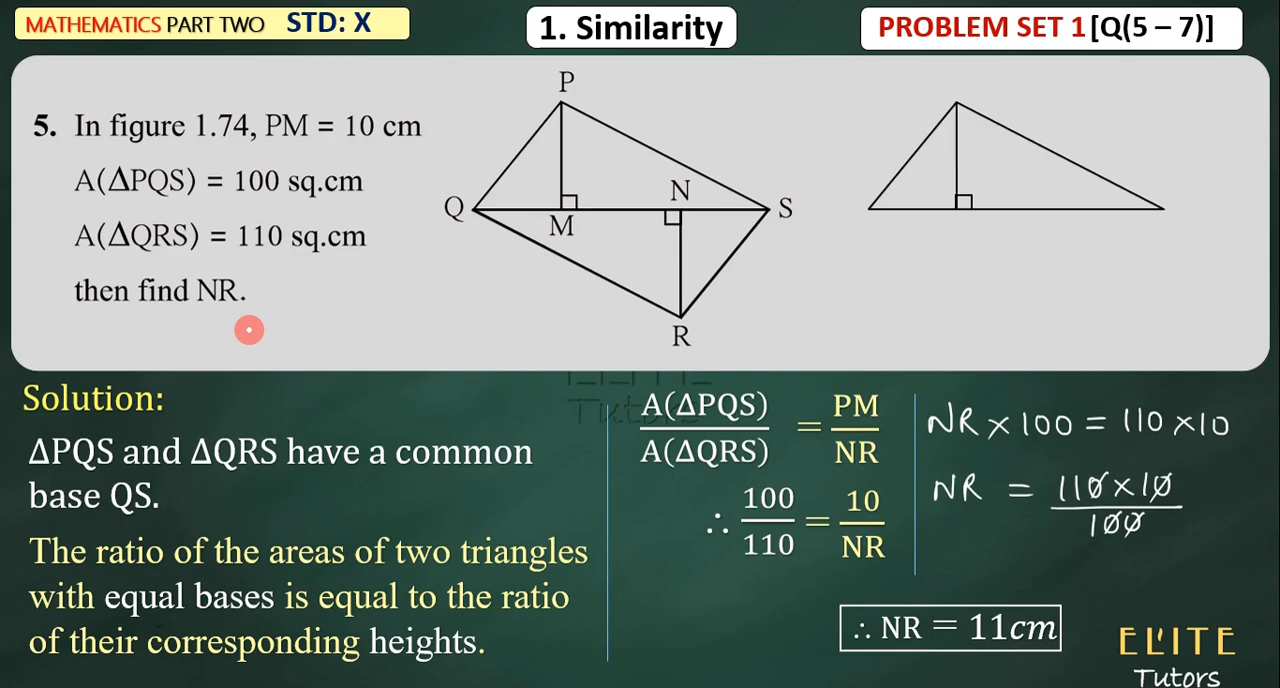 MATHEMATICS PART TWO STD: X
1. Similarity
PROBLEM SET 1 [Q(5 – 7)]
5. In figure 1.74, PM = 10 cm
A(ΔPQS) = 100 sq.cm
A(ΔQRS) = 110 sq.cm
then find NR.
P
Q
M
N
S
R
Solution:
ΔPQS and ΔQRS have a common
base QS.
The ratio of the areas of two triangles
with equal bases is equal to the ratio
of their corresponding heights.
A(ΔPQS)/A(ΔQRS) = PM/NR
∴ 100/110 = 10/NR
NR × 100 = 110 × 10
NR = 110 × 10/100
∴ NR = 11cm
ELITE
Tutors